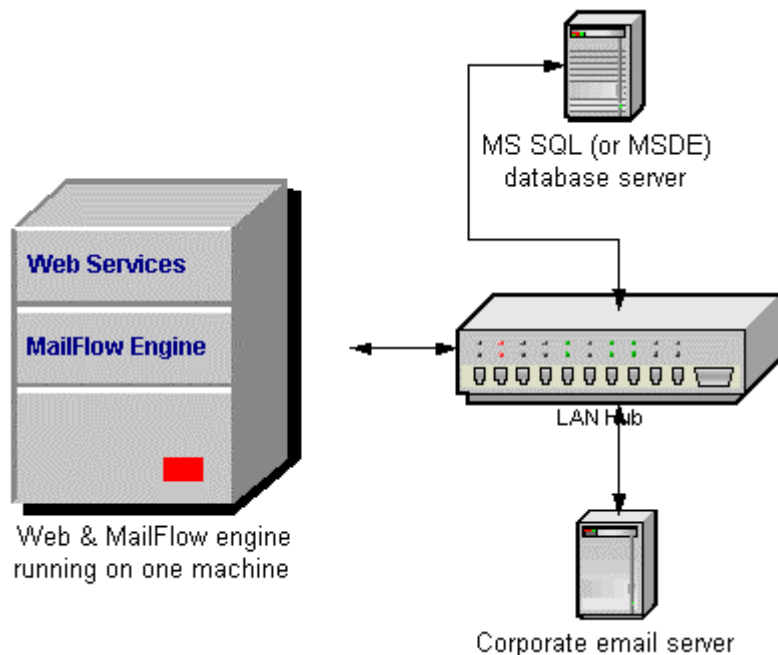 MS SQL (or MSDE)
database server
Web Services
MailFlow Engine
LAN Hub
Web & MailFlow engine
running on one machine
Corporate email server